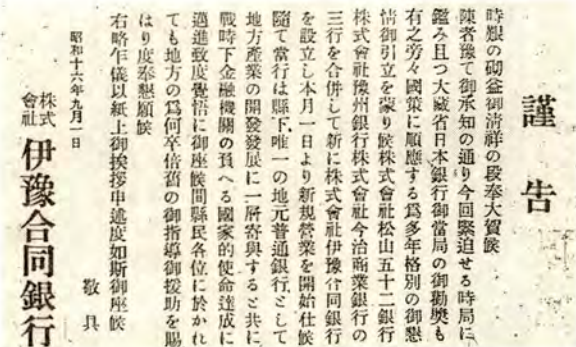 謹告
時艱の砌益御清祥の段奉大賀候
陳者豫て御承知の通り今回緊迫せる時局に
鑑み且つ大藏省日本銀行御當局の御勸奬も
有之旁々國策に順應する爲多年格別の御懇
情御引立を蒙り候株式會社松山五十二銀行
株式會社豫州銀行株式會社今治商業銀行の
三行を合併して新に株式會社伊豫合同銀行
を設立し本月一日より新規營業を開始仕候
隨て當行は縣下唯一の地元普通銀行として
地方産業の開發發展に一層寄與すると共に
戰時下金融機關の負へる國家的使命達成に
邁進致度覺悟に御座候間縣民各位に於かれ
ても地方の爲何卒倍舊の御指導御援助を賜
はり度奉懇願候
右略乍儀以紙上御挨拶申述度如斯御座候
敬具
昭和十六年九月一日
株式會社 伊豫合同銀行